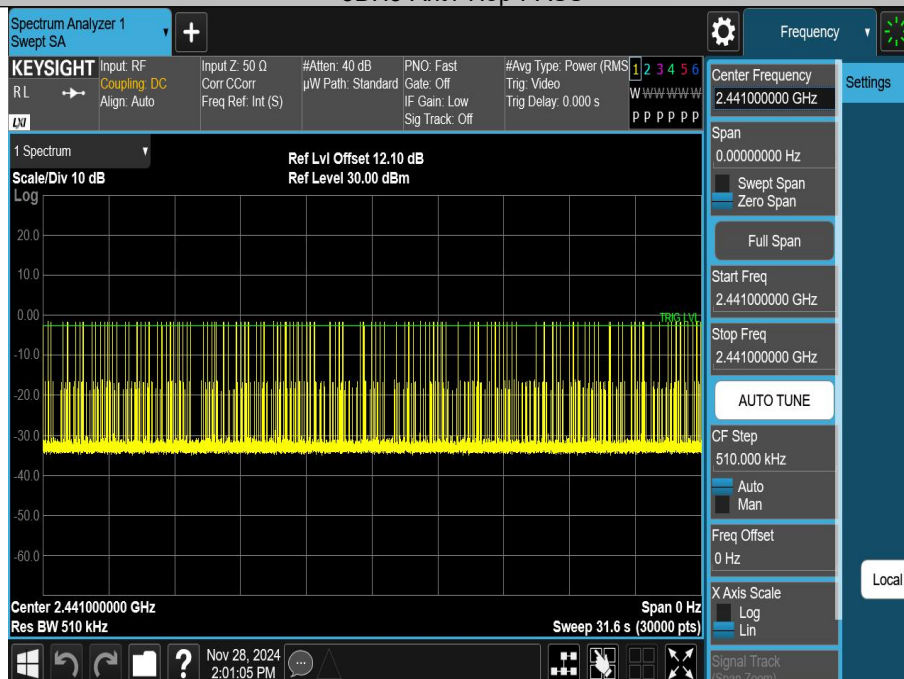 Spectrum Analyzer 1
Swept SA
Frequency
KEYSIGHT
R L
LXI
Input: RF
Coupling: DC
Align: Auto
Input Z: 50 Ω
Corr CCorr
Freq Ref: Int (S)
#Atten: 40 dB
µW Path: Standard
PNO: Fast
Gate: Off
IF Gain: Low
Sig Track: Off
#Avg Type: Power (RMS
Trig: Video
Trig Delay: 0.000 s
1 2 3 4 5 6
W W W W W W
P P P P P P
1 Spectrum
Scale/Div 10 dB
Ref Lvl Offset 12.10 dB
Ref Level 30.00 dBm
Log
20.0
10.0
0.00
TRIG LVL
-10.0
-20.0
-30.0
-40.0
-50.0
-60.0
Center 2.441000000 GHz
Span 0 Hz
Res BW 510 kHz
Sweep 31.6 s (30000 pts)
Nov 28, 2024
2:01:05 PM
Center Frequency
2.441000000 GHz
Settings
Span
0.00000000 Hz
Swept Span
Zero Span
Full Span
Start Freq
2.441000000 GHz
Stop Freq
2.441000000 GHz
AUTO TUNE
CF Step
510.000 kHz
Auto
Man
Freq Offset
0 Hz
Local
X Axis Scale
Log
Lin
Signal Track
(Span Zoom)